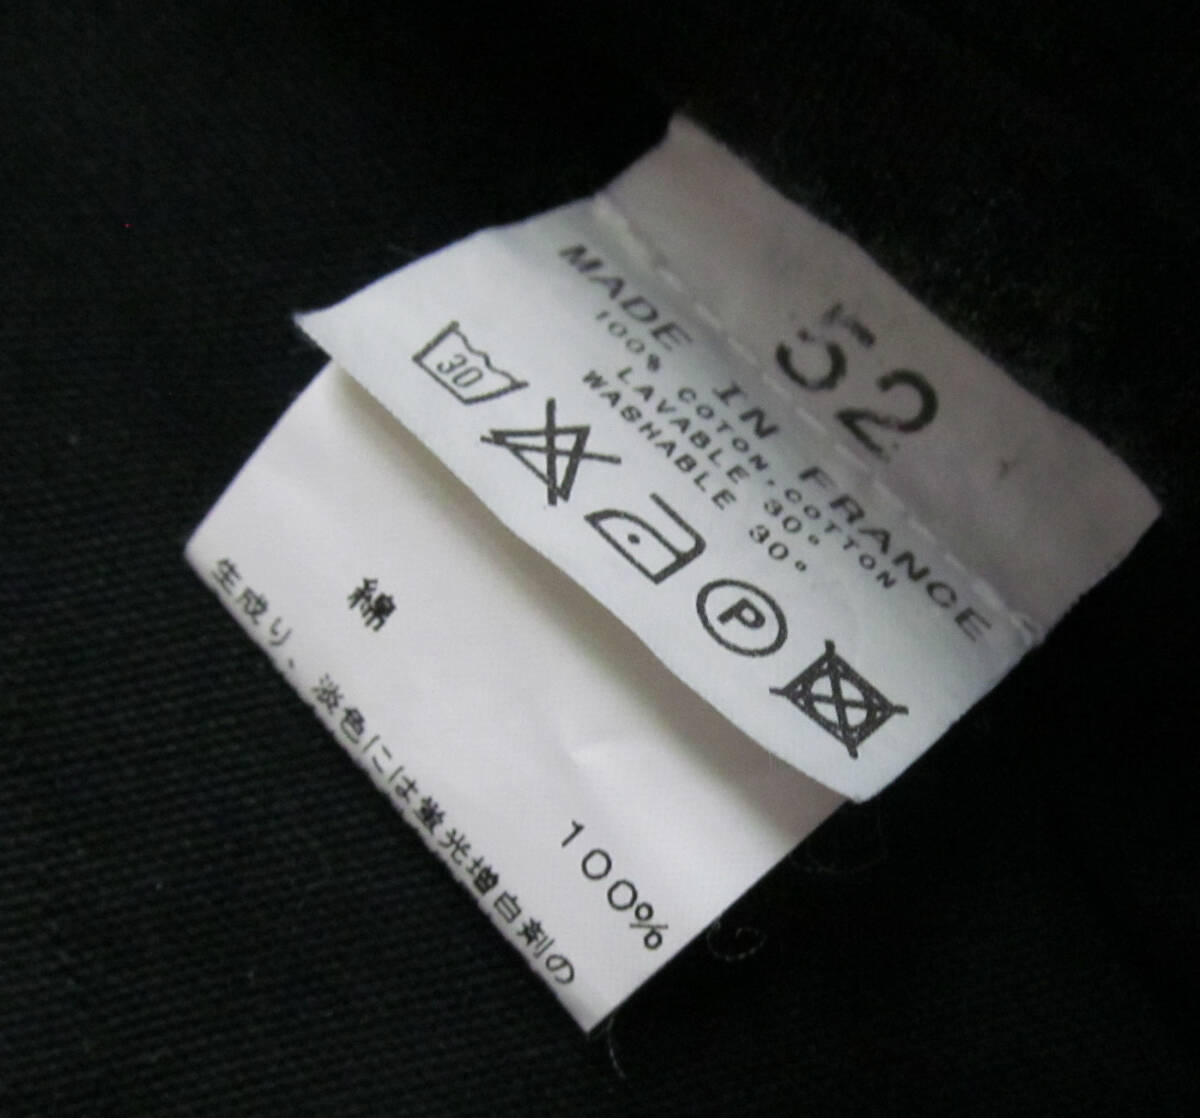 52
MADE IN FRANCE
100% COTON.COTTON
LAVABLE 30°
WASHABLE 30°
30
P
綿 100%
生成り、淡色には蛍光増白剤の